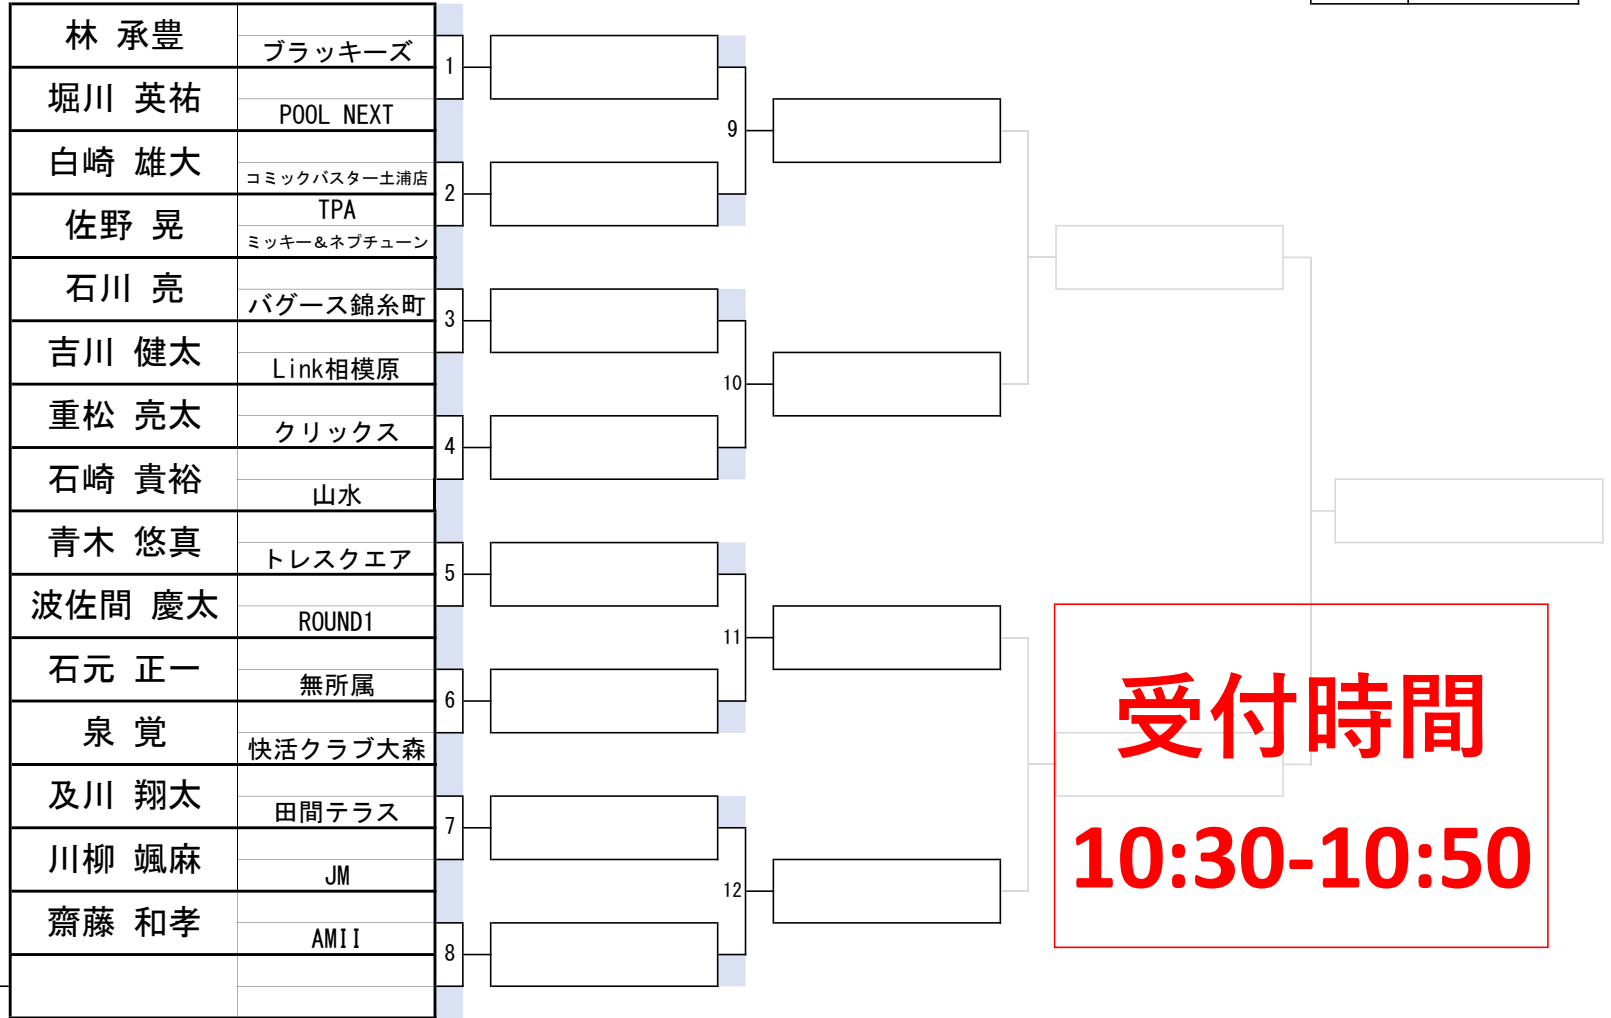 林 承豊
ブラッキーズ
1
堀川 英祐
POOL NEXT
9
白崎 雄大
コミックバスター土浦店
2
佐野 晃
TPA
ミッキー＆ネプチューン
石川 亮
バグース錦糸町
3
吉川 健太
Link相模原
10
重松 亮太
クリックス
4
石崎 貴裕
山水
青木 悠真
トレスクエア
5
波佐間 慶太
ROUND1
11
石元 正一
無所属
6
泉 覚
快活クラブ大森
及川 翔太
田間テラス
7
川柳 颯麻
JM
12
齋藤 和孝
AMII
8
受付時間
10:30-10:50